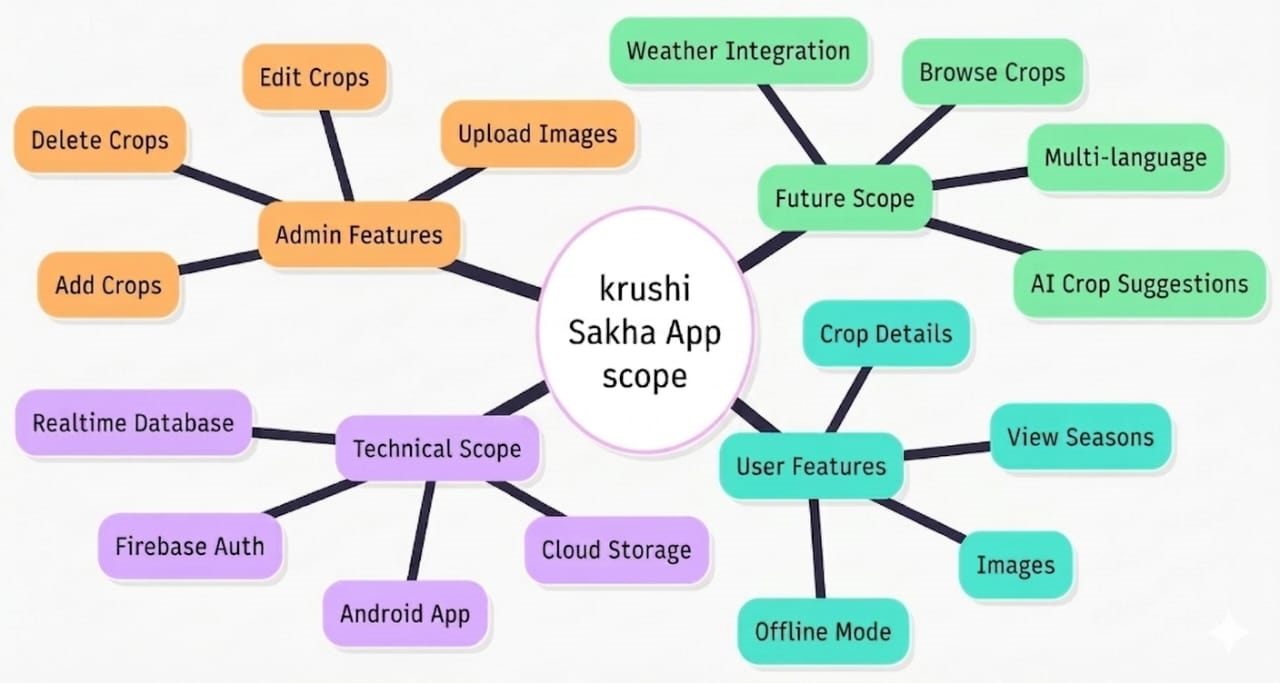 krushi
Sakha App
scope
Admin Features
Edit Crops
Delete Crops
Upload Images
Add Crops
Future Scope
Weather Integration
Browse Crops
Multi-language
AI Crop Suggestions
Technical Scope
Realtime Database
Firebase Auth
Android App
Cloud Storage
User Features
Crop Details
View Seasons
Images
Offline Mode